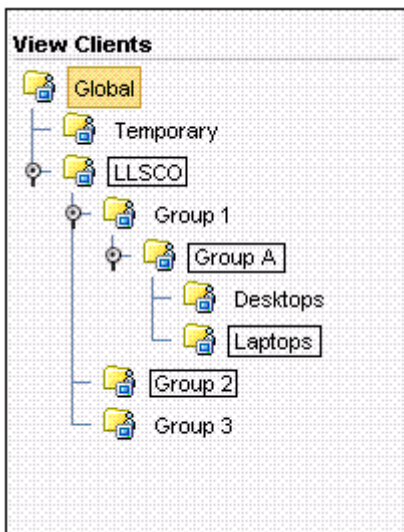 View Clients
Global
Temporary
LLSCO
Group 1
Group A
Desktops
Laptops
Group 2
Group 3